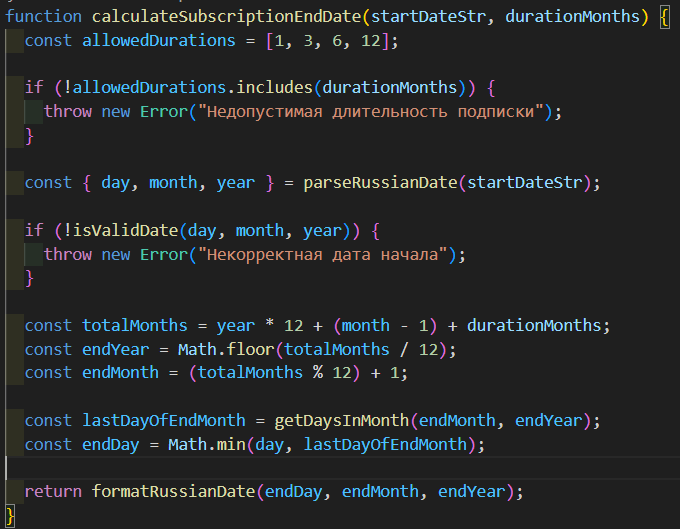 function calculateSubscriptionEndDate(startDateStr, durationMonths) {
const allowedDurations = [1, 3, 6, 12];
if (!allowedDurations.includes(durationMonths)) {
throw new Error("Недопустимая длительность подписки");
}
const { day, month, year } = parseRussianDate(startDateStr);
if (!isValidDate(day, month, year)) {
throw new Error("Некорректная дата начала");
}
const totalMonths = year * 12 + (month - 1) + durationMonths;
const endYear = Math.floor(totalMonths / 12);
const endMonth = (totalMonths % 12) + 1;
const lastDayOfEndMonth = getDaysInMonth(endMonth, endYear);
const endDay = Math.min(day, lastDayOfEndMonth);
return formatRussianDate(endDay, endMonth, endYear);
}